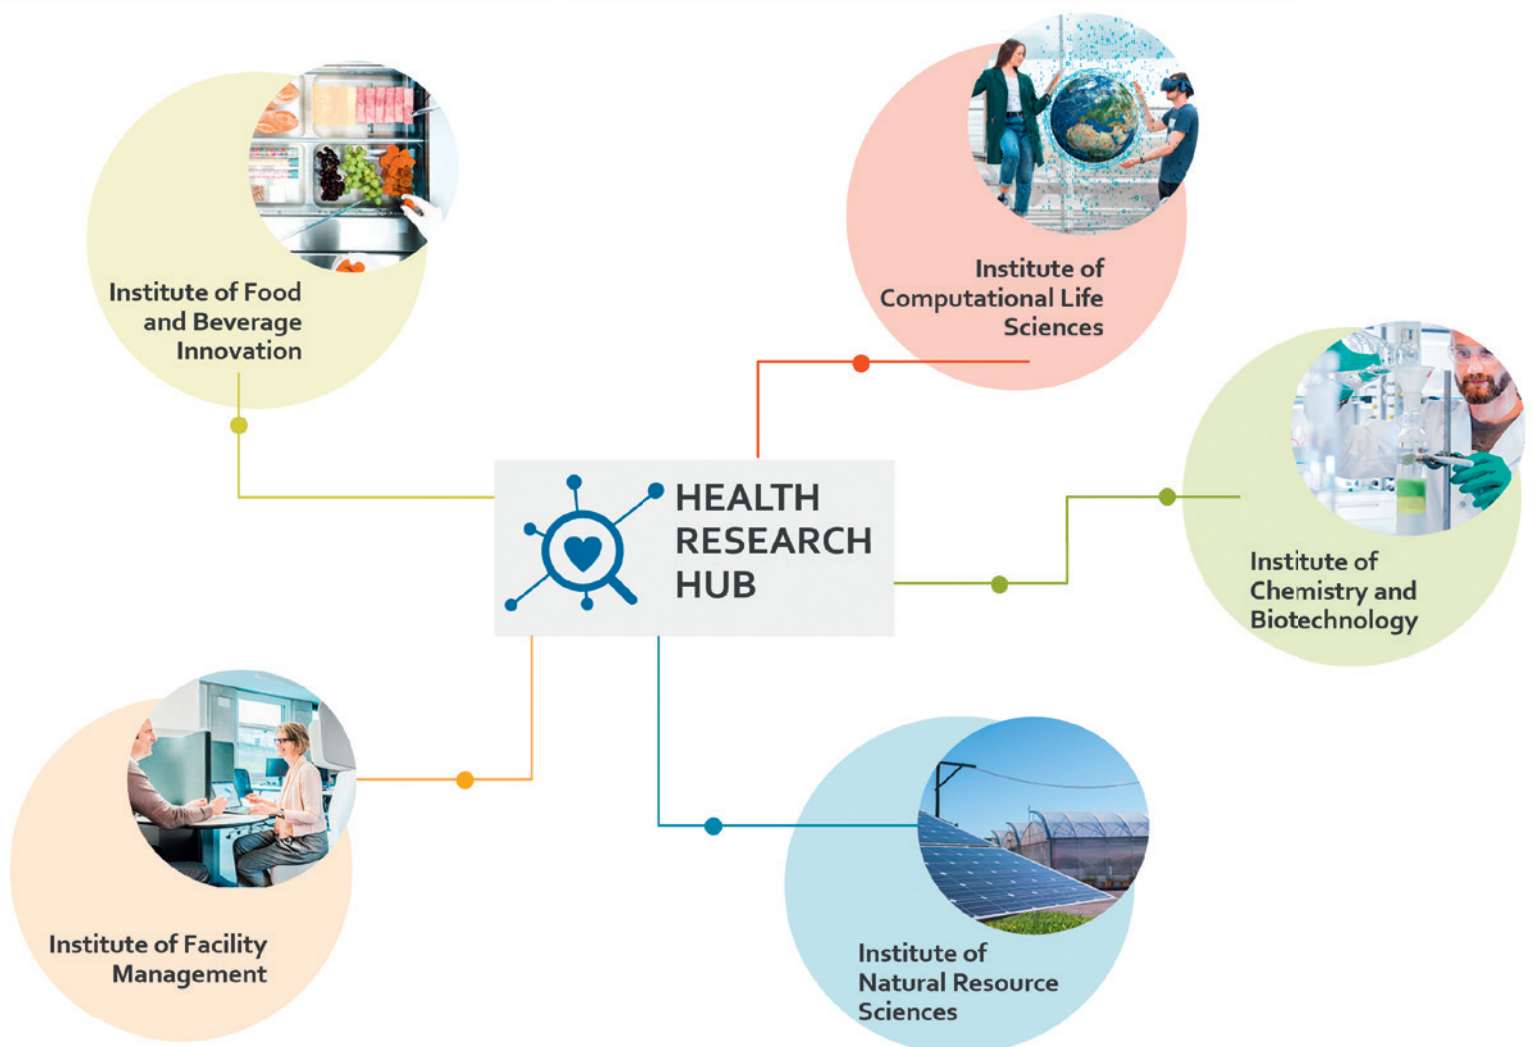 Institute of Food
and Beverage
Innovation
Institute of
Computational Life
Sciences
HEALTH
RESEARCH
HUB
Institute of
Chemistry and
Biotechnology
Institute of Facility
Management
Institute of
Natural Resource
Sciences